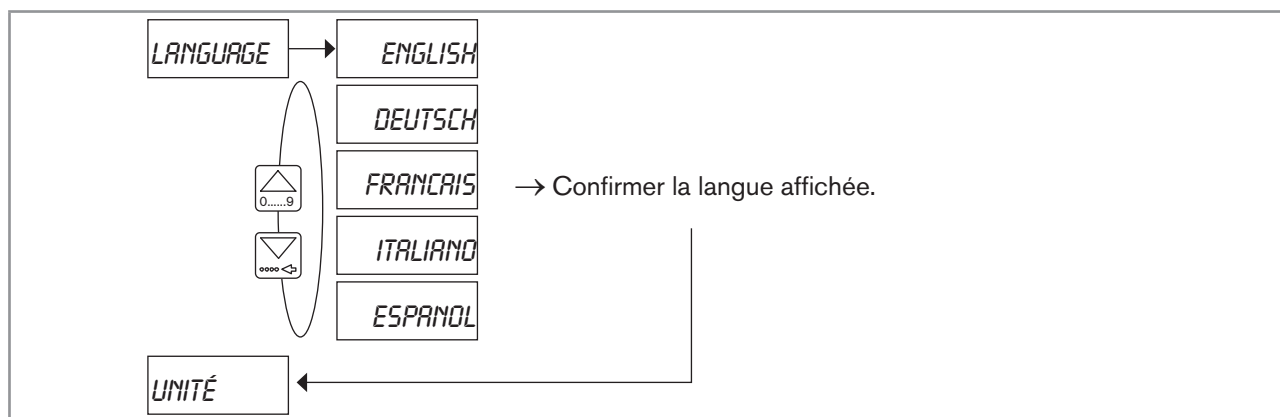 LANGUAGE
ENGLISH
DEUTSCH
FRANCAIS
→ Confirmer la langue affichée.
0......9
ITALIANO
ESPANOL
UNITÉ